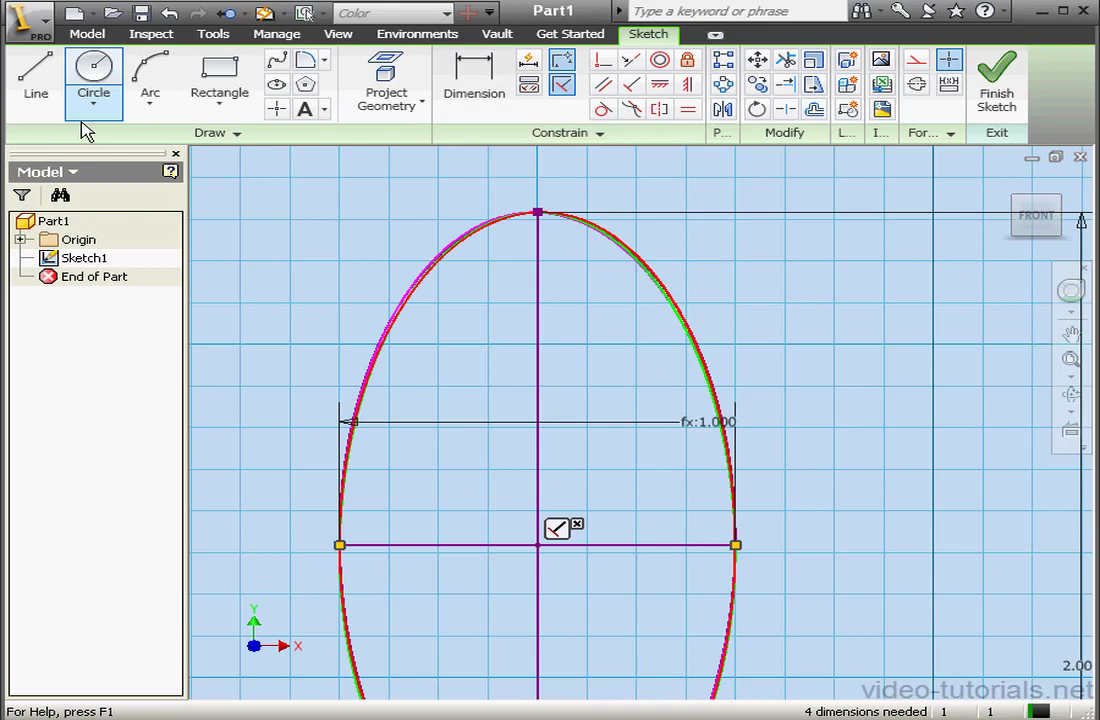 PRO
Color
Part1
Type a keyword or phrase
Model Inspect Tools Manage View Environments Vault Get Started Sketch
Line
Circle
Arc
Rectangle
A
Project
Geometry
Dimension
Finish
Sketch
Draw
Constrain
P...
Modify
L...
I...
For...
Exit
Model
Part1
Origin
Sketch1
End of Part
FRONT
fx:1.000
2.00
Y
X
video-tutorials.net
For Help, press F1
4 dimensions needed 1 1